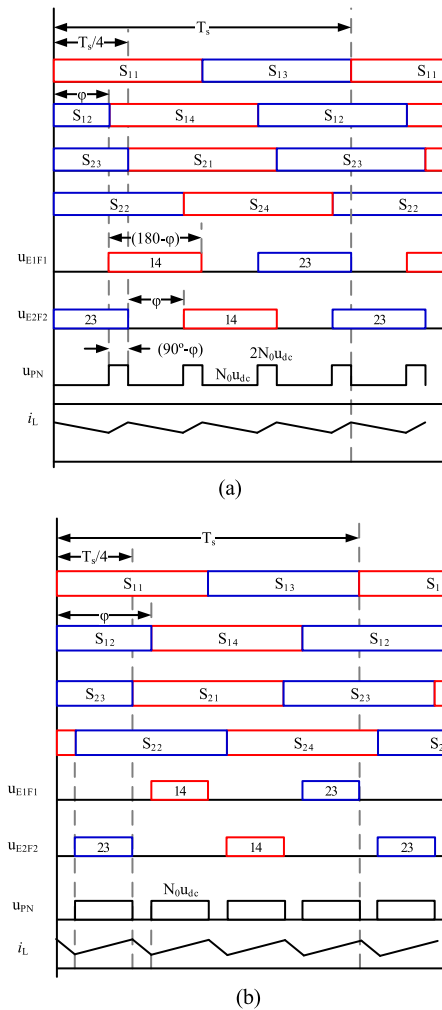 Ts
Ts/4
S11 S13 S11
φ
S12 S14 S12
S23 S21 S23
S22 S24 S22
(180-φ)
uE1F1 14 23
uE2F2 23 φ 14 23
(90º-φ) 2N0udc
uPN N0udc
iL
(a)
Ts
Ts/4
S11 S13 S1
φ
S12 S14 S12
S23 S21 S23
S22 S24 S
uE1F1 14 23
uE2F2 23 14 23
N0udc
uPN
iL
(b)